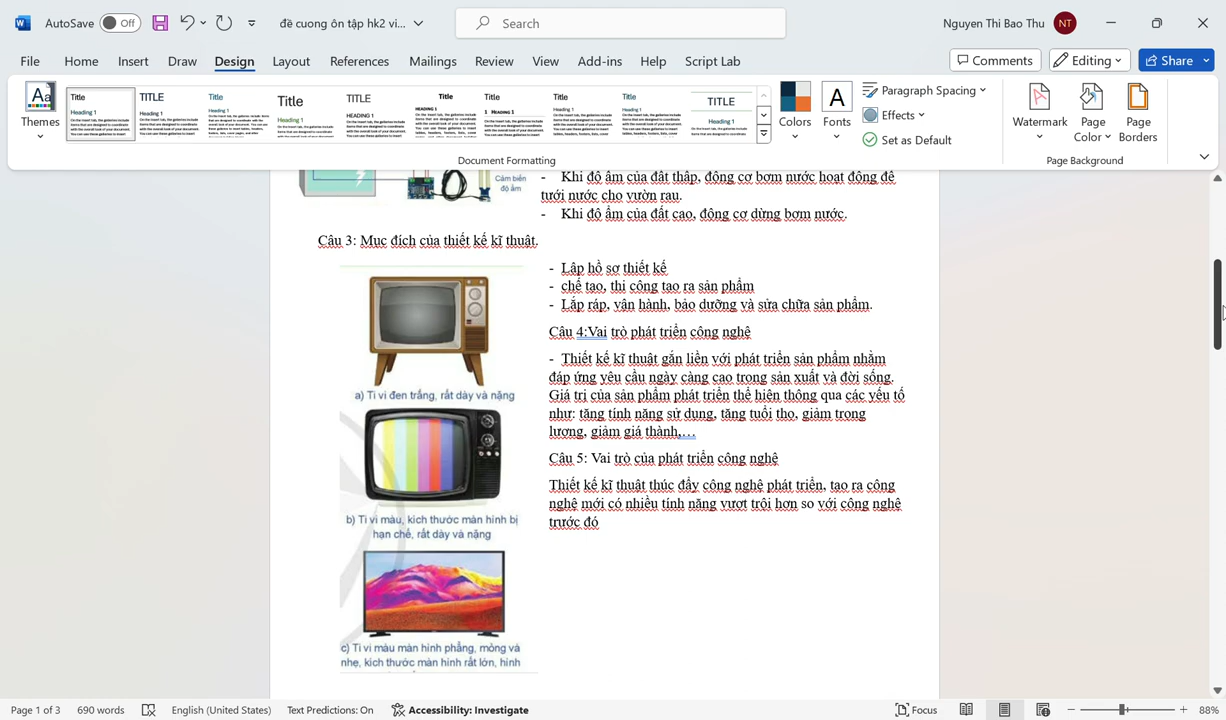 AutoSave Off đề cuong ôn tập hk2 vi... Search Nguyen Thi Bao Thu NT
File Home Insert Draw Design Layout References Mailings Review View Add-ins Help Script Lab Comments Editing Share
Themes
Colors
Fonts
Paragraph Spacing
Effects
Set as Default
Watermark
Page Color
Page Borders
Document Formatting
Page Background
Cảm biến độ ẩm
- Khi độ ẩm của đất thấp, động cơ bơm nước hoạt động để
tưới nước cho vườn rau.
- Khi độ ẩm của đất cao, động cơ dừng bơm nước.
Câu 3: Mục đích của thiết kế kĩ thuật.
- Lập hồ sơ thiết kế
- chế tạo, thi công tạo ra sản phẩm
- Lắp ráp, vận hành, bảo dưỡng và sửa chữa sản phẩm.
Câu 4:Vai trò phát triển công nghệ
- Thiết kế kĩ thuật gắn liền với phát triển sản phẩm nhằm
đáp ứng yêu cầu ngày càng cao trong sản xuất và đời sống.
Giá trị của sản phẩm phát triển thể hiện thông qua các yếu tố
như: tăng tính năng sử dụng, tăng tuổi thọ, giảm trọng
lượng, giảm giá thành,…
Câu 5: Vai trò của phát triển công nghệ
Thiết kế kĩ thuật thúc đẩy công nghệ phát triển, tạo ra công
nghệ mới có nhiều tính năng vượt trội hơn so với công nghệ
trước đó
a) Ti vi đen trắng, rất dày và nặng
b) Ti vi màu, kích thước màn hình bị
hạn chế, rất dày và nặng
c) Ti vi màu màn hình phẳng, mỏng và
nhẹ, kích thước màn hình rất lớn, hình
Page 1 of 3 690 words English (United States) Text Predictions: On Accessibility: Investigate Focus 88%